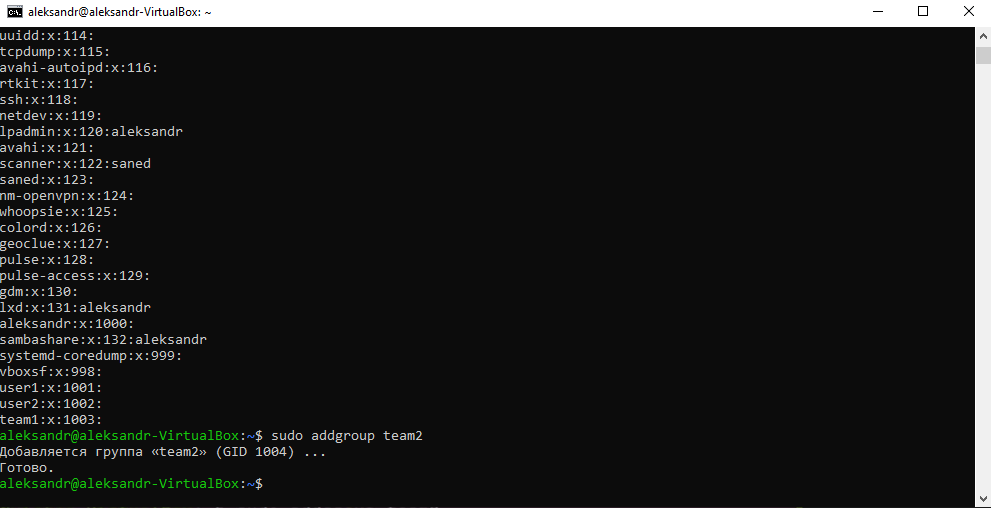 aleksandr@aleksandr-VirtualBox: ~
uuidd:x:114:
tcpdump:x:115:
avahi-autoipd:x:116:
rtkit:x:117:
ssh:x:118:
netdev:x:119:
lpadmin:x:120:aleksandr
avahi:x:121:
scanner:x:122:saned
saned:x:123:
nm-openvpn:x:124:
whoopsie:x:125:
colord:x:126:
geoclue:x:127:
pulse:x:128:
pulse-access:x:129:
gdm:x:130:
lxd:x:131:aleksandr
aleksandr:x:1000:
sambashare:x:132:aleksandr
systemd-coredump:x:999:
vboxsf:x:998:
user1:x:1001:
user2:x:1002:
team1:x:1003:
aleksandr@aleksandr-VirtualBox:~$ sudo addgroup team2
Добавляется группа «team2» (GID 1004) ...
Готово.
aleksandr@aleksandr-VirtualBox:~$